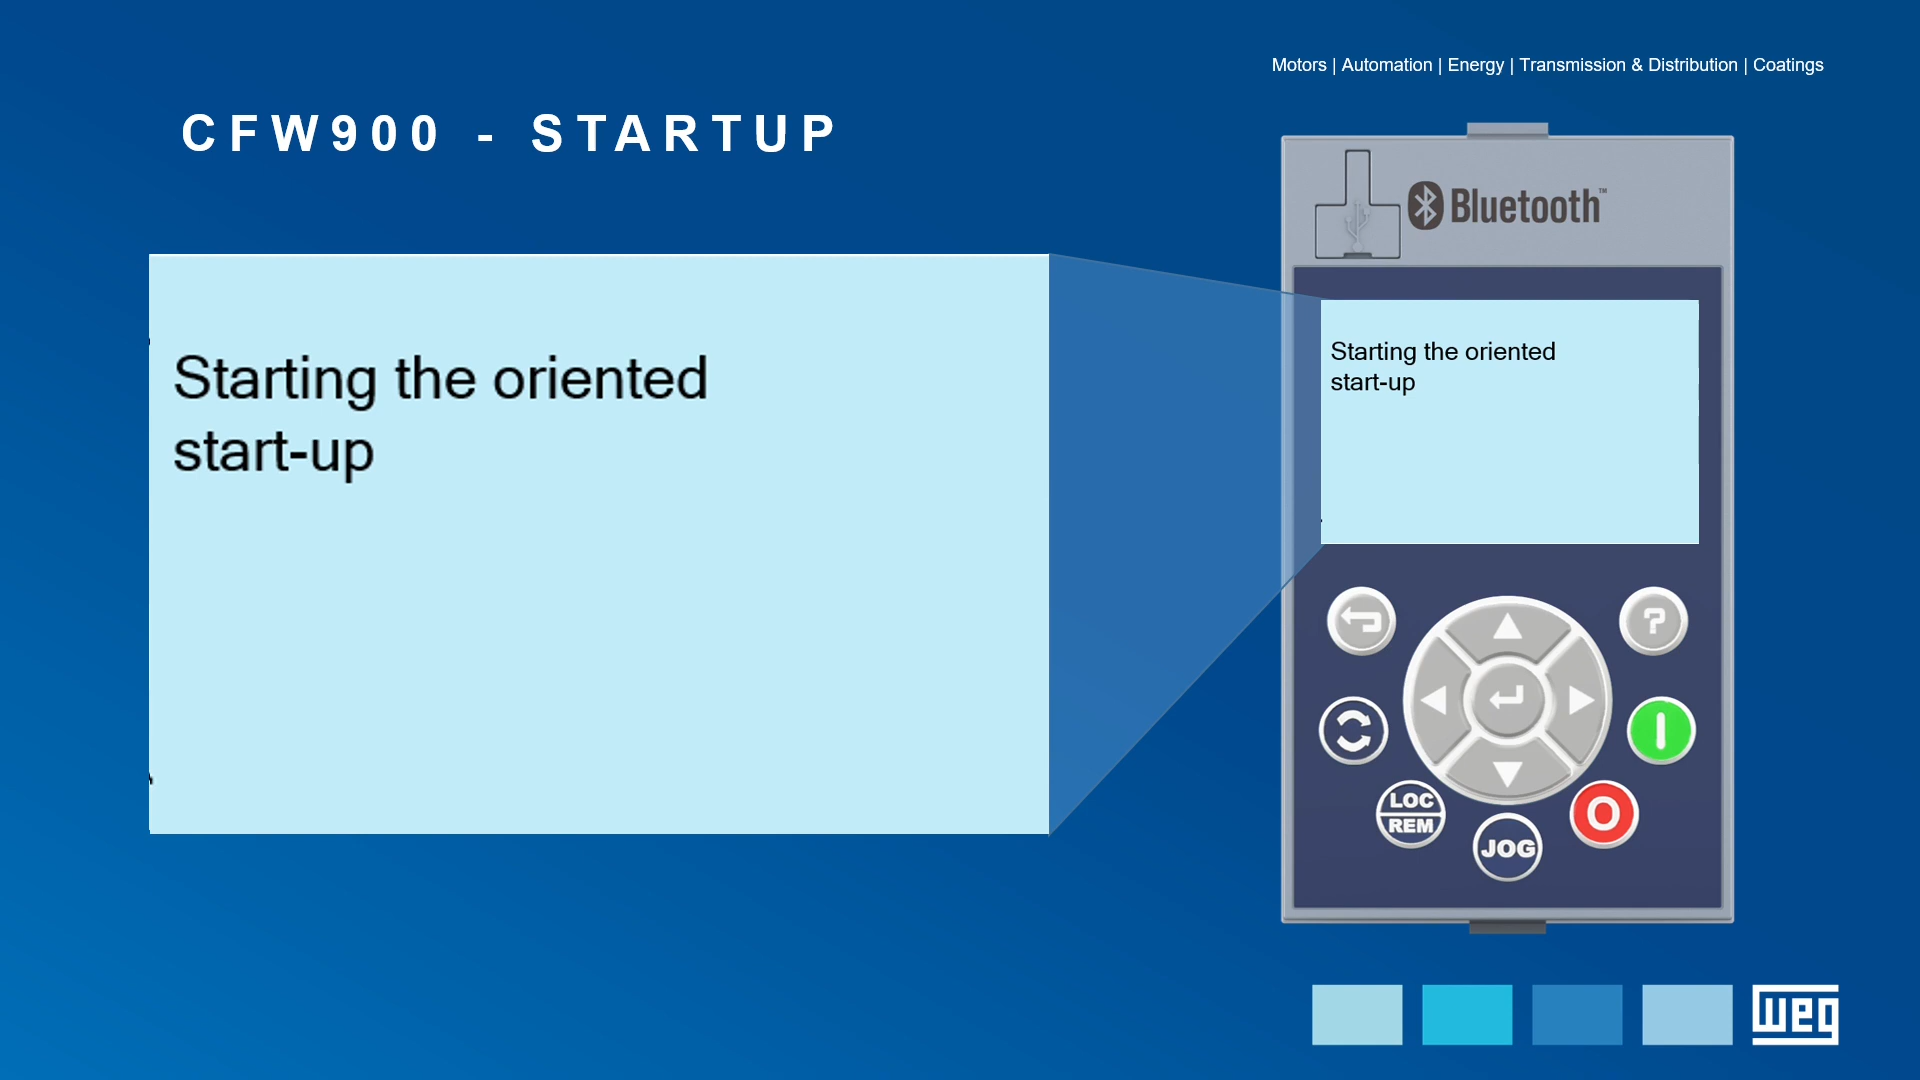 Motors | Automation | Energy | Transmission & Distribution | Coatings
CFW900 - STARTUP
Bluetooth™
Starting the oriented
start-up
Starting the oriented
start-up
?
LOC
REM
JOG
I
O
weg